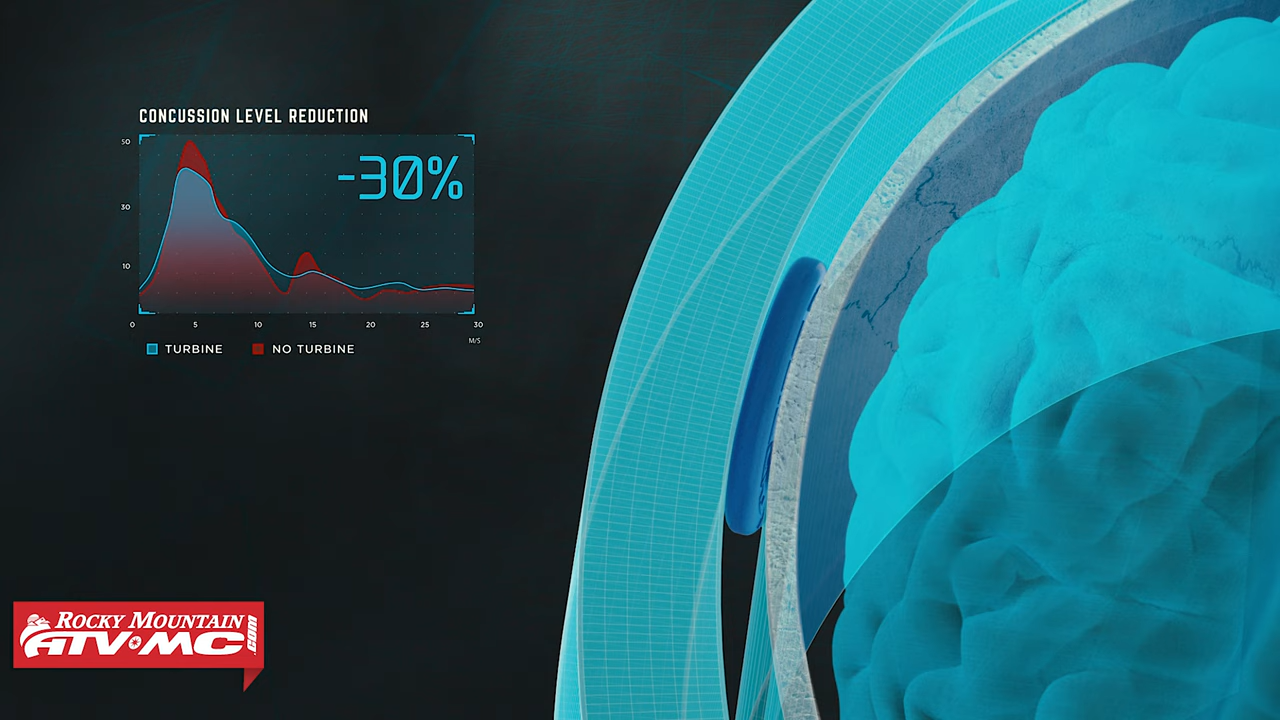 CONCUSSION LEVEL REDUCTION
50
-30%
30
10
0 5 10 15 20 25 30
M/S
TURBINE NO TURBINE
ROCKY MOUNTAIN
ATV MC .com